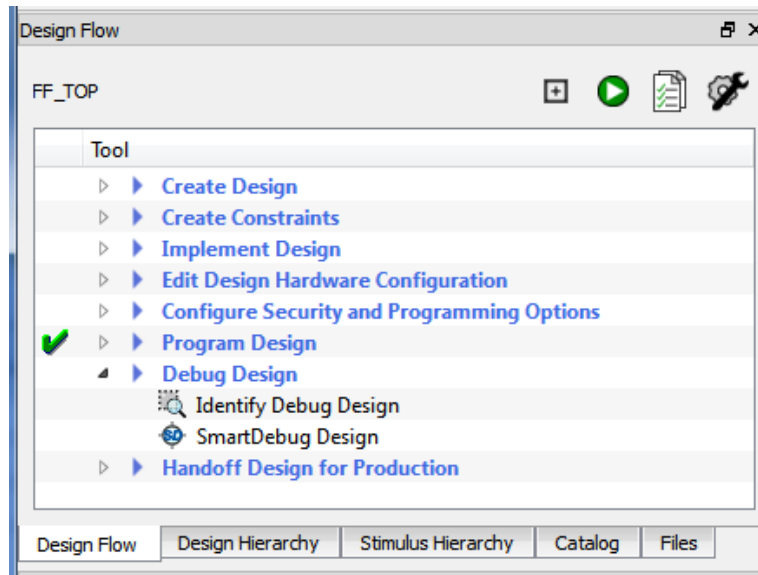 Design Flow
FF_TOP
Tool
Create Design
Create Constraints
Implement Design
Edit Design Hardware Configuration
Configure Security and Programming Options
Program Design
Debug Design
Identify Debug Design
SD SmartDebug Design
Handoff Design for Production
Design Flow Design Hierarchy Stimulus Hierarchy Catalog Files